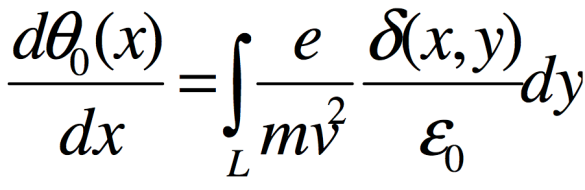 dθ₀(x)/dx = ∫_L e/(mv²) δ(x, y)/ε₀ dy